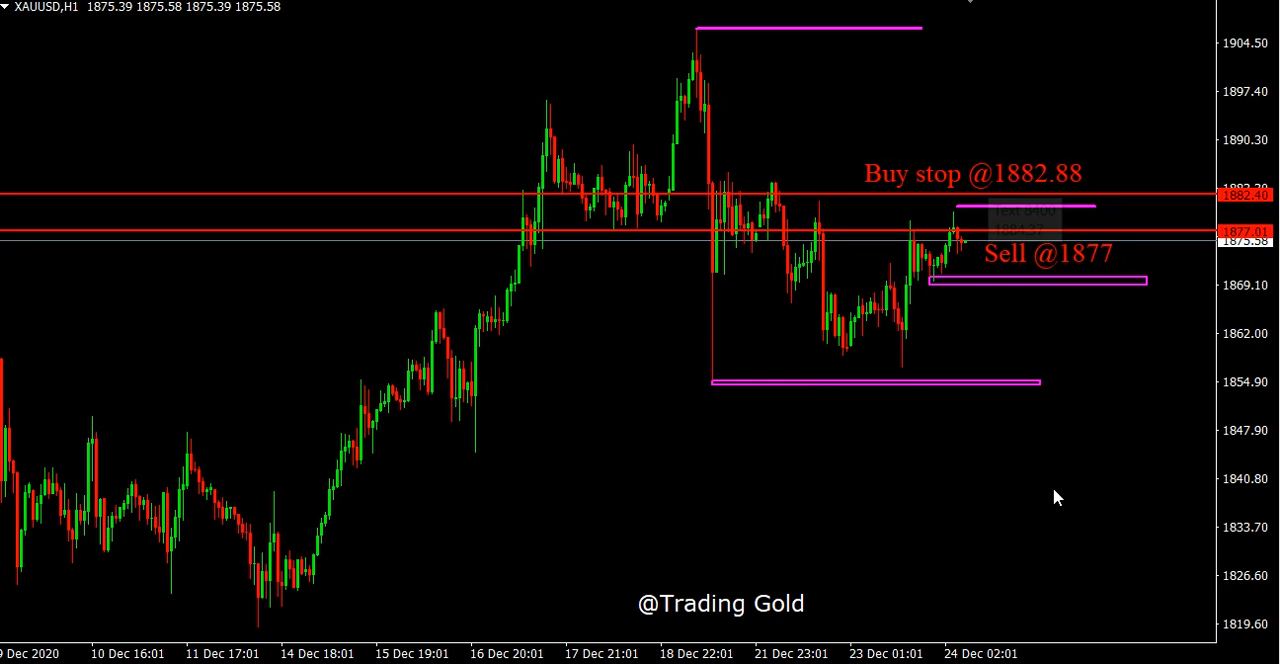 XAUUSD,H1 1875.39 1875.58 1875.39 1875.58
1904.50
1897.40
1890.30
Buy stop @1882.88
1882.40
1877.01
1875.58
Sell @1877
1869.10
1862.00
1854.90
1847.90
1840.80
1833.70
1826.60
@Trading Gold
1819.60
9 Dec 2020 10 Dec 16:01 11 Dec 17:01 14 Dec 18:01 15 Dec 19:01 16 Dec 20:01 17 Dec 21:01 18 Dec 22:01 21 Dec 23:01 23 Dec 01:01 24 Dec 02:01